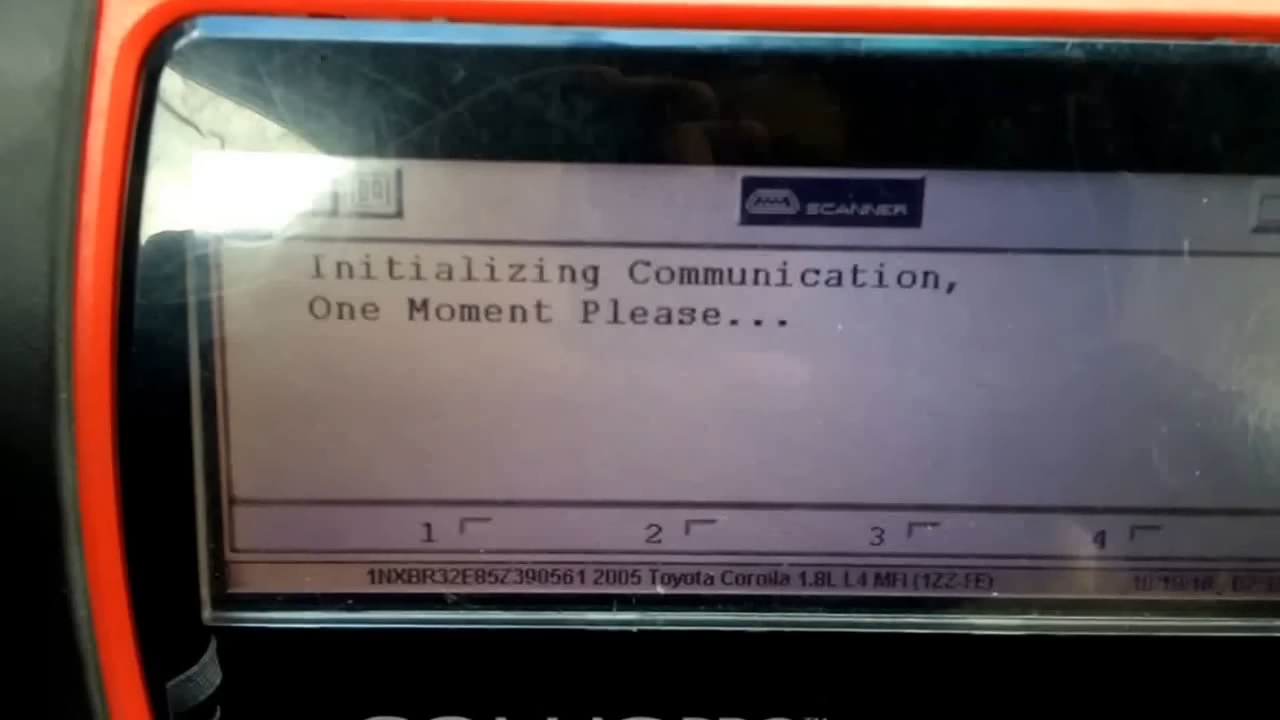 SCANNER
Initializing Communication,
One Moment Please...
1
2
3
4
1NXBR32E85Z390561 2005 Toyota Corolla 1.8L L4 MFI (1ZZ-FE)